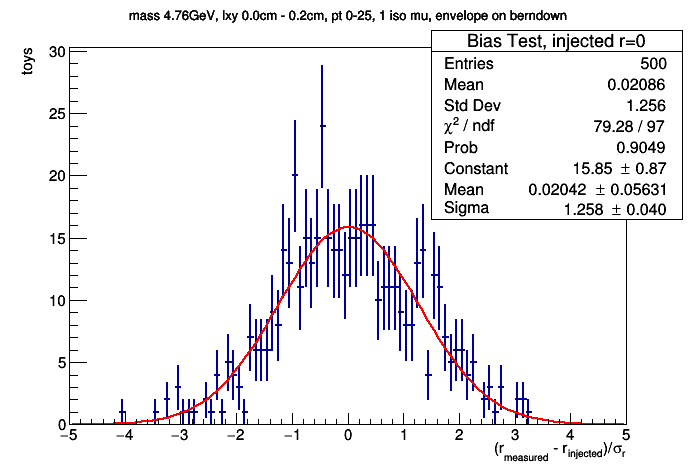 mass 4.76GeV, lxy 0.0cm - 0.2cm, pt 0-25, 1 iso mu, envelope on berndown
Bias Test, injected r=0
Entries 500
Mean 0.02086
Std Dev 1.256
χ² / ndf 79.28 / 97
Prob 0.9049
Constant 15.85 ± 0.87
Mean 0.02042 ± 0.05631
Sigma 1.258 ± 0.040
toys
30
25
20
15
10
5
0
−5 −4 −3 −2 −1 0 1 2 3 4 5
(r_measured - r_injected)/σ_r